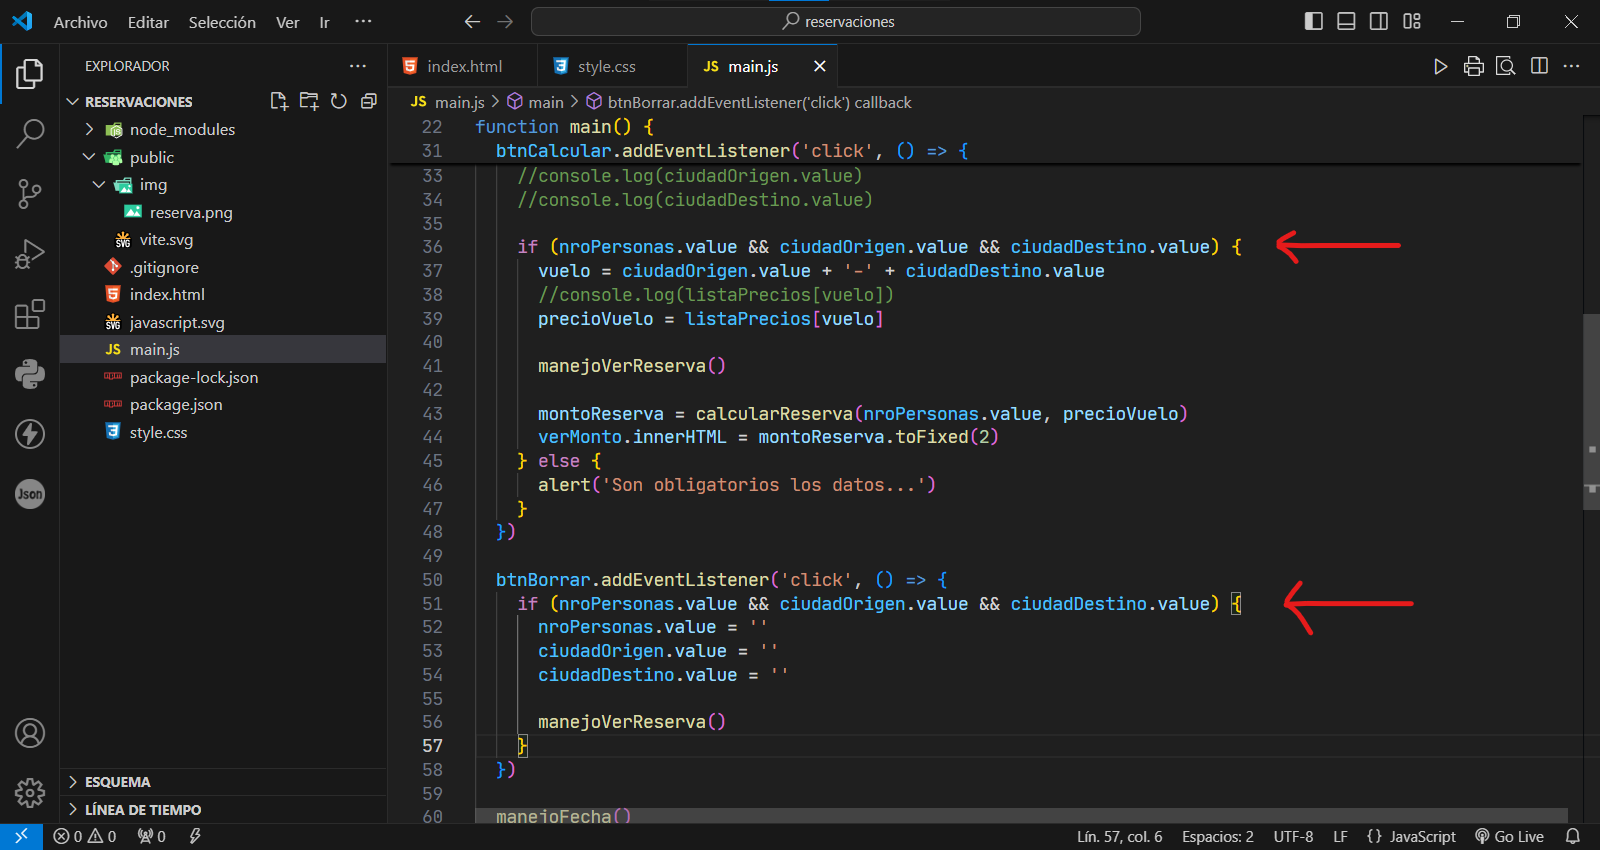 Archivo Editar Selección Ver Ir ··· reservaciones
EXPLORADOR ···
RESERVACIONES
node_modules
public
img
reserva.png
vite.svg
.gitignore
index.html
javascript.svg
main.js
package-lock.json
package.json
style.css
ESQUEMA
LÍNEA DE TIEMPO
index.html style.css JS main.js
JS main.js > main > btnBorrar.addEventListener('click') callback
22 function main() {
31 btnCalcular.addEventListener('click', () => {
33 //console.log(ciudadOrigen.value)
34 //console.log(ciudadDestino.value)
35
36 if (nroPersonas.value && ciudadOrigen.value && ciudadDestino.value) {
37 vuelo = ciudadOrigen.value + '-' + ciudadDestino.value
38 //console.log(listaPrecios[vuelo])
39 precioVuelo = listaPrecios[vuelo]
40
41 manejoVerReserva()
42
43 montoReserva = calcularReserva(nroPersonas.value, precioVuelo)
44 verMonto.innerHTML = montoReserva.toFixed(2)
45 } else {
46 alert('Son obligatorios los datos...')
47 }
48 })
49
50 btnBorrar.addEventListener('click', () => {
51 if (nroPersonas.value && ciudadOrigen.value && ciudadDestino.value) {
52 nroPersonas.value = ''
53 ciudadOrigen.value = ''
54 ciudadDestino.value = ''
55
56 manejoVerReserva()
57 }
58 })
59
60 manejoFecha()
0 0 0 Lín. 57, col. 6 Espacios: 2 UTF-8 LF {} JavaScript Go Live